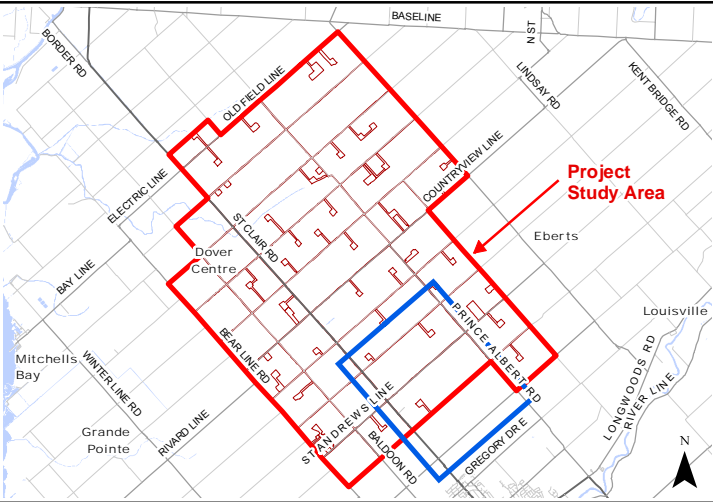 BASELINE
N ST
BORDER RD
LINDSAY RD
KENT BRIDGE RD
OLD FIELD LINE
COUNTRYVIEW LINE
Project
Study Area
ELECTRIC LINE
ST CLAIR RD
Eberts
Dover
Centre
BAY LINE
PRINCE ALBERT RD
Louisville
BEAR LINE RD
Mitchells
Bay
WINTER LINE RD
LONGWOODS RD
RIVER LINE
ST ANDREWS LINE
RIVARD LINE
BALDOON RD
GREGORY DR E
Grande
Pointe
N